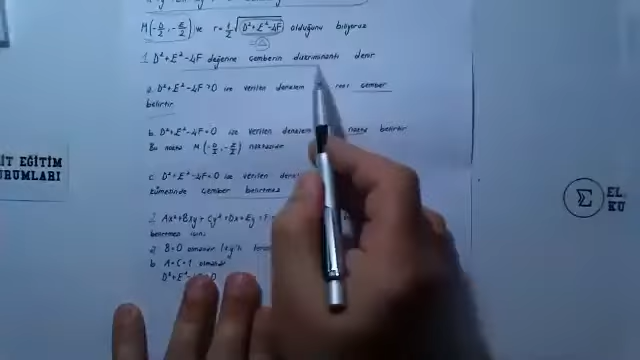 M(-D/2, -E/2) ve r = 1/2 √D²+E²-4F olduğunu biliyoruz
=Δ
1. D²+E²-4F değerine çemberin diskriminantı denir.
a. D²+E²-4F>0 ise verilen denklem reel çember
belirtir.
b. D²+E²-4F=0 ise verilen denklem nokta belirtir.
Bu nokta M(-D/2, -E/2) noktasıdır.
c. D²+E²-4F<0 ise verilen
kümesinde çember belirtmez
2. Ax²+Bxy+Cy²+Dx+Ey+F=
belirtmesi için;
a. B=0 olmalıdır (xy'li
b. A=C=1 olmalıdır
D²+E²
İT EĞİTİM
URUMLARI
Σ
EL
KU